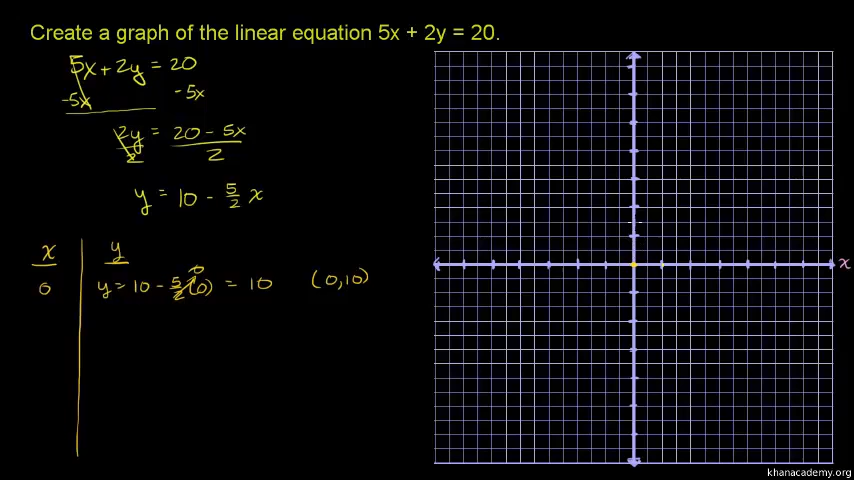 Create a graph of the linear equation 5x + 2y = 20.
5x + 2y = 20
-5x - 5x
2y = 20 - 5x
2 2
y = 10 - 5/2 x
x y
0 y = 10 - 5/2 (0) 0 = 10 (0,10)
x
khanacademy.org